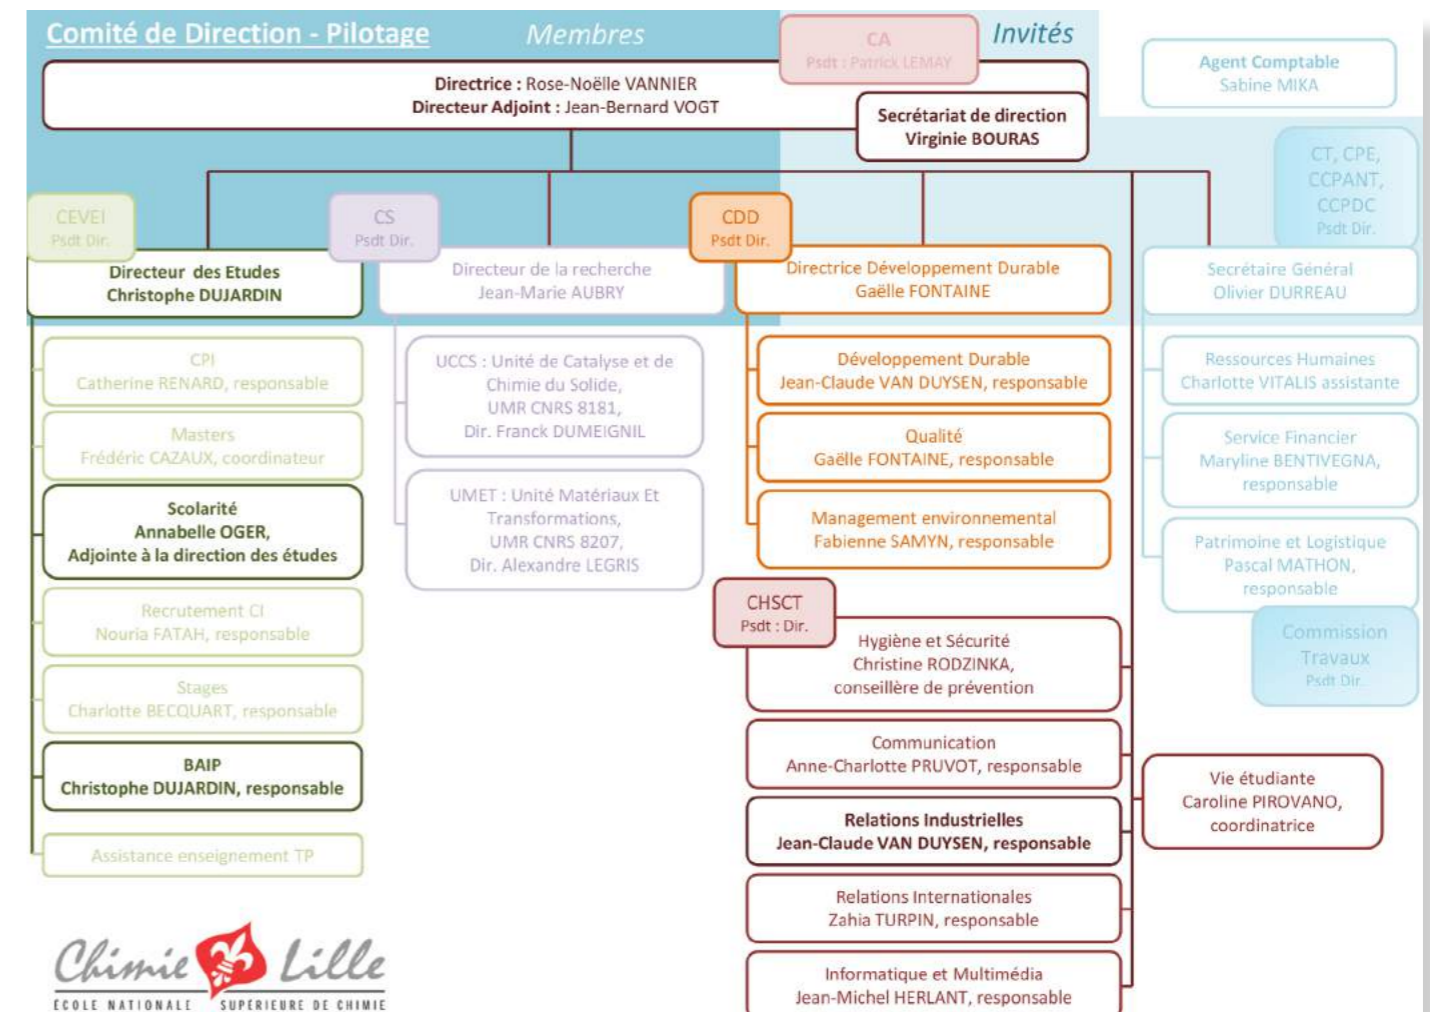 Comité de Direction - Pilotage
Membres
Invités
CA
Psdt : Patrick LEMAY
Directrice : Rose-Noëlle VANNIER
Directeur Adjoint : Jean-Bernard VOGT
Secrétariat de direction
Virginie BOURAS
Agent Comptable
Sabine MIKA
CT, CPE,
CCPANT,
CCPDC
Psdt Dir.
CEVEI
Psdt Dir.
Directeur des Etudes
Christophe DUJARDIN
CS
Psdt Dir.
Directeur de la recherche
Jean-Marie AUBRY
CDD
Psdt Dir.
Directrice Développement Durable
Gaëlle FONTAINE
Secrétaire Général
Olivier DURREAU
CPI
Catherine RENARD, responsable
Masters
Frédéric CAZAUX, coordinateur
Scolarité
Annabelle OGER,
Adjointe à la direction des études
Recrutement CI
Nouria FATAH, responsable
Stages
Charlotte BECQUART, responsable
BAIP
Christophe DUJARDIN, responsable
Assistance enseignement TP
UCCS : Unité de Catalyse et de
Chimie du Solide,
UMR CNRS 8181,
Dir. Franck DUMEIGNIL
UMET : Unité Matériaux Et
Transformations,
UMR CNRS 8207,
Dir. Alexandre LEGRIS
Développement Durable
Jean-Claude VAN DUYSEN, responsable
Qualité
Gaëlle FONTAINE, responsable
Management environnemental
Fabienne SAMYN, responsable
CHSCT
Psdt : Dir.
Hygiène et Sécurité
Christine RODZINKA,
conseillère de prévention
Communication
Anne-Charlotte PRUVOT, responsable
Relations Industrielles
Jean-Claude VAN DUYSEN, responsable
Relations Internationales
Zahia TURPIN, responsable
Informatique et Multimédia
Jean-Michel HERLANT, responsable
Ressources Humaines
Charlotte VITALIS assistante
Service Financier
Maryline BENTIVEGNA,
responsable
Patrimoine et Logistique
Pascal MATHON,
responsable
Commission
Travaux
Psdt Dir.
Vie étudiante
Caroline PIROVANO,
coordinatrice
Chimie Lille
ÉCOLE NATIONALE SUPÉRIEURE DE CHIMIE